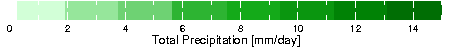 0 2 4 6 8 10 12 14
Total Precipitation [mm/day]